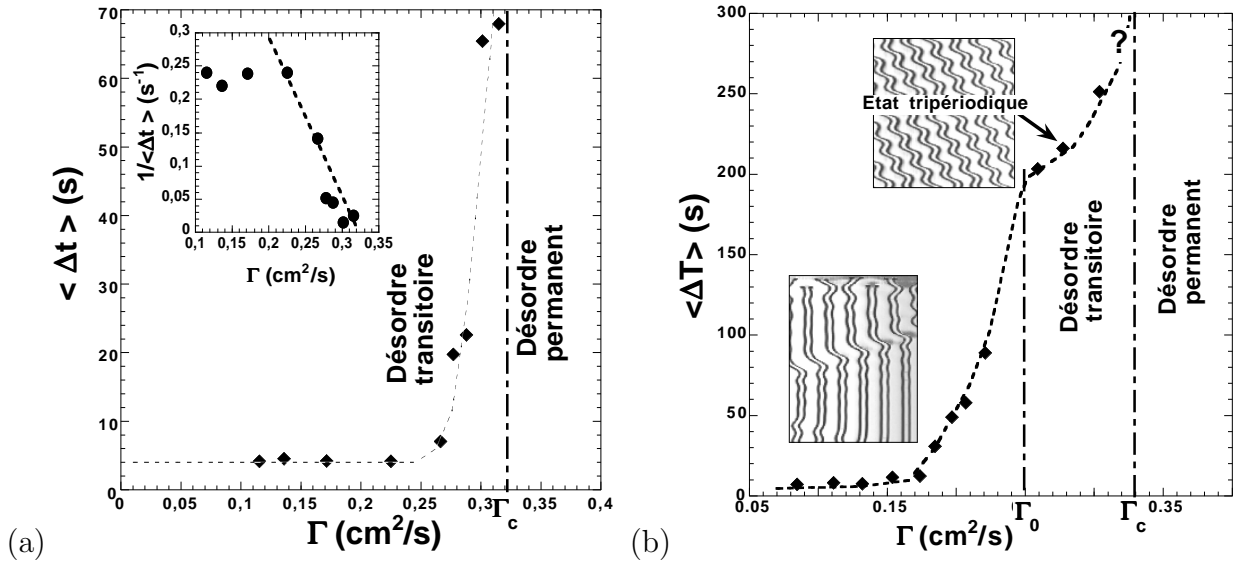 70
60
50
40
30
20
10
0
< Δt > (s)
0 0,05 0,1 0,15 0,2 0,25 0,3 0,35 0,4
Γ (cm²/s)
Γc
Désordre
transitoire
Désordre
permanent
0,3
0,25
0,2
0,15
0,1
0,05
0
1/<Δt > (s⁻¹)
0,1 0,15 0,2 0,25 0,3 0,35
Γ (cm²/s)
(a)
300
250
200
150
100
50
0
<ΔT> (s)
?
Etat tripériodique
Désordre
transitoire
Désordre
permanent
0.05 0.15 Γ0 Γc 0.35
Γ (cm²/s)
(b)